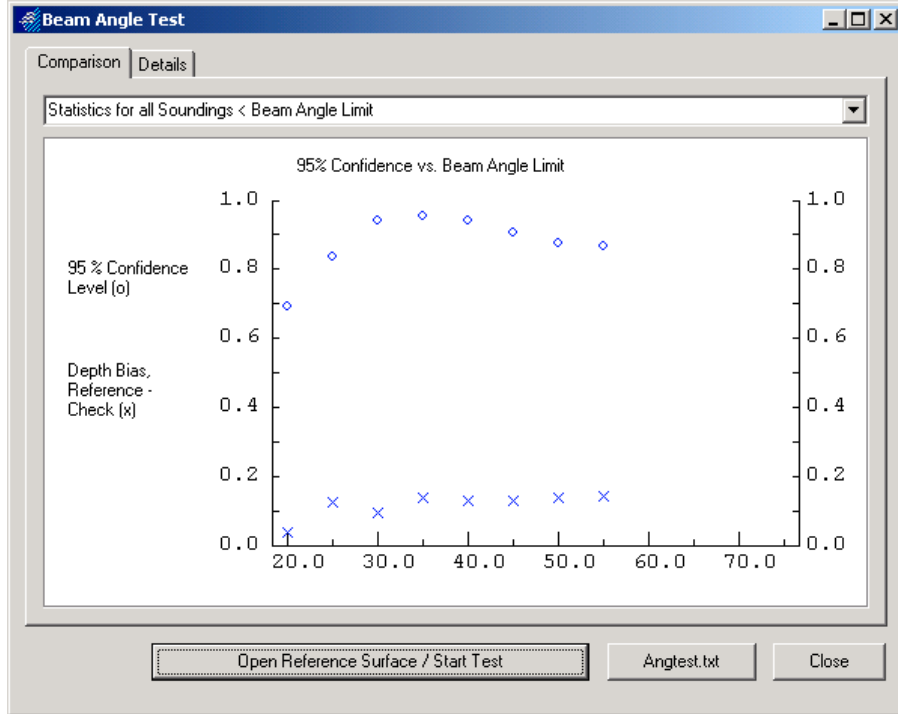 Beam Angle Test
Comparison
Details
Statistics for all Soundings < Beam Angle Limit
95% Confidence vs. Beam Angle Limit
95 % Confidence
Level (o)
Depth Bias,
Reference -
Check (x)
1.0
0.8
0.6
0.4
0.2
0.0
1.0
0.8
0.6
0.4
0.2
0.0
20.0 30.0 40.0 50.0 60.0 70.0
Open Reference Surface / Start Test
Angtest.txt
Close